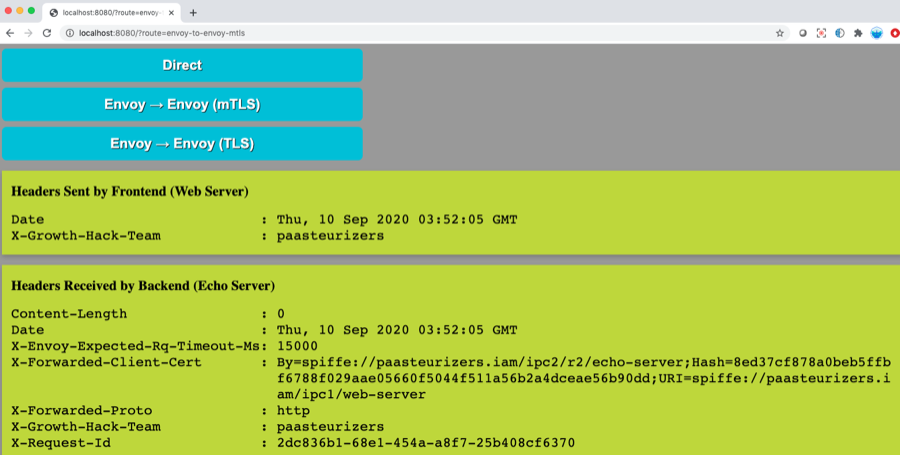 localhost:8080/?route=envoy-
localhost:8080/?route=envoy-to-envoy-mtls
Direct
Envoy → Envoy (mTLS)
Envoy → Envoy (TLS)
Headers Sent by Frontend (Web Server)
Date : Thu, 10 Sep 2020 03:52:05 GMT
X-Growth-Hack-Team : paasteurizers
Headers Received by Backend (Echo Server)
Content-Length : 0
Date : Thu, 10 Sep 2020 03:52:05 GMT
X-Envoy-Expected-Rq-Timeout-Ms: 15000
X-Forwarded-Client-Cert : By=spiffe://paasteurizers.iam/ipc2/r2/echo-server;Hash=8ed37cf878a0beb5ffb
f6788f029aae05660f5044f511a56b2a4dceae56b90dd;URI=spiffe://paasteurizers.i
am/ipc1/web-server
X-Forwarded-Proto : http
X-Growth-Hack-Team : paasteurizers
X-Request-Id : 2dc836b1-68e1-454a-a8f7-25b408cf6370